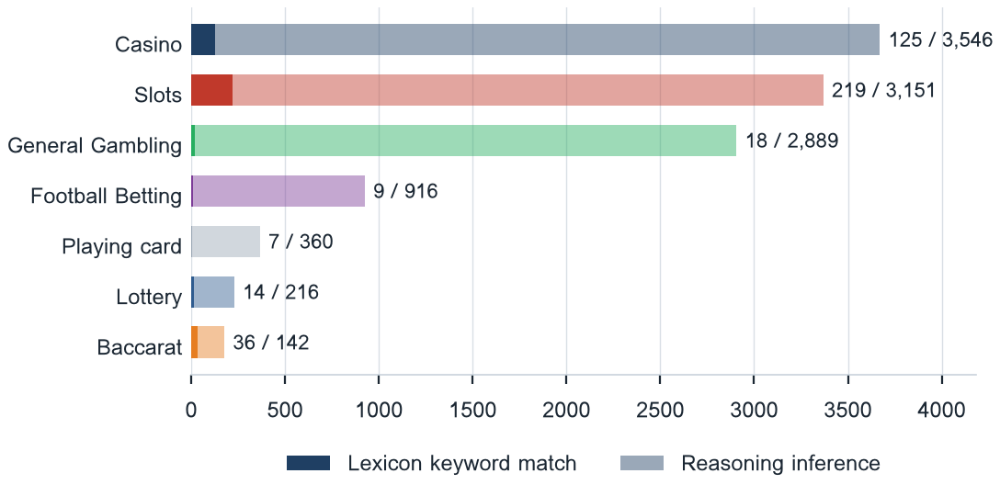 Casino 125 / 3,546
Slots 219 / 3,151
General Gambling 18 / 2,889
Football Betting 9 / 916
Playing card 7 / 360
Lottery 14 / 216
Baccarat 36 / 142
0 500 1000 1500 2000 2500 3000 3500 4000
Lexicon keyword match Reasoning inference